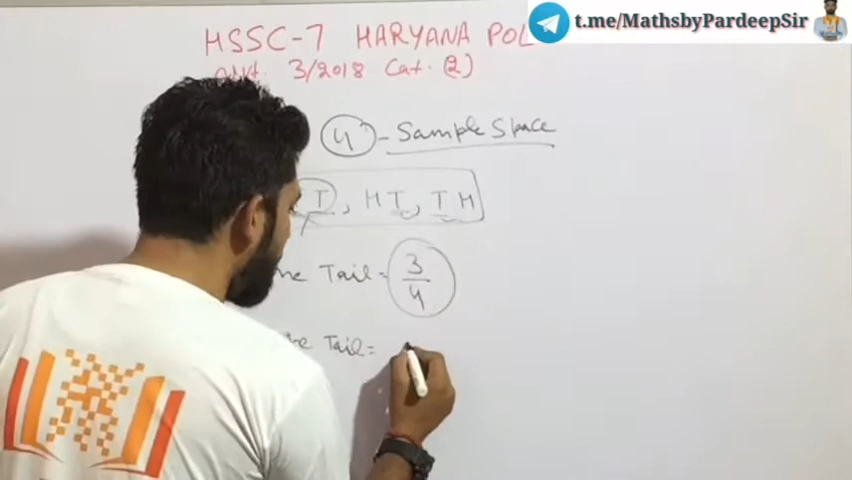 t.me/MathsbyPardeepSir
HSSC-7 HARYANA POL
3/2018 Cat. (2)
4 - Sample Space
T, HT, TH
Tail = 3/4
Tail =